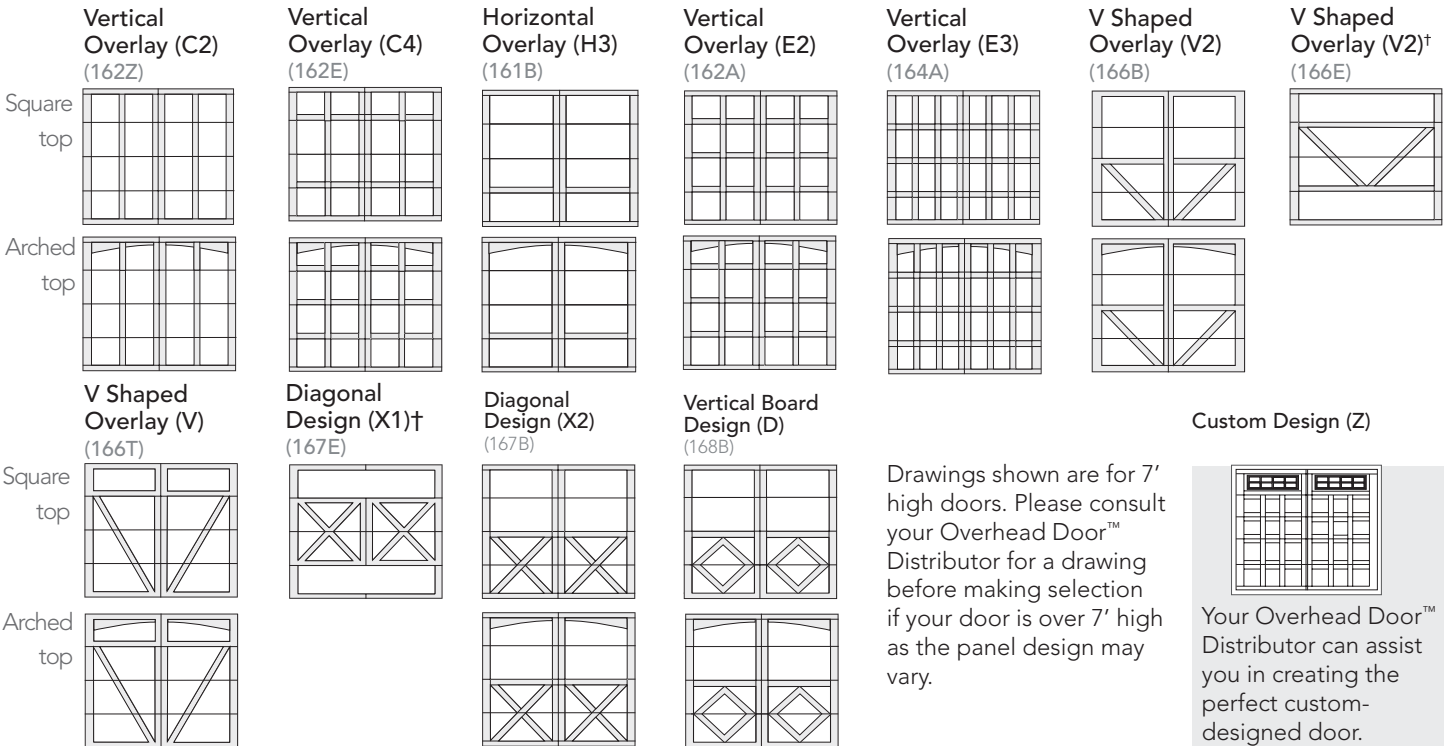 Vertical
Overlay (C2)
(162Z)
Vertical
Overlay (C4)
(162E)
Horizontal
Overlay (H3)
(161B)
Vertical
Overlay (E2)
(162A)
Vertical
Overlay (E3)
(164A)
V Shaped
Overlay (V2)
(166B)
V Shaped
Overlay (V2)†
(166E)
Square
top
Arched
top
V Shaped
Overlay (V)
(166T)
Diagonal
Design (X1)†
(167E)
Diagonal
Design (X2)
(167B)
Vertical Board
Design (D)
(168B)
Square
top
Arched
top
Drawings shown are for 7′
high doors. Please consult
your Overhead Door™
Distributor for a drawing
before making selection
if your door is over 7′ high
as the panel design may
vary.
Custom Design (Z)
Your Overhead Door™
Distributor can assist
you in creating the
perfect custom-
designed door.